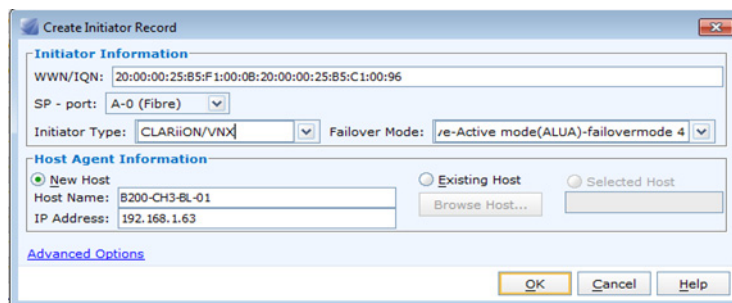 Create Initiator Record
Initiator Information
WWN/IQN: 20:00:00:25:B5:F1:00:0B:20:00:00:25:B5:C1:00:96
SP - port: A-0 (Fibre)
Initiator Type: CLARiiON/VNX Failover Mode: ve-Active mode(ALUA)-failovermode 4
Host Agent Information
New Host Existing Host Selected Host
Host Name: B200-CH3-BL-01 Browse Host...
IP Address: 192.168.1.63
Advanced Options
OK Cancel Help